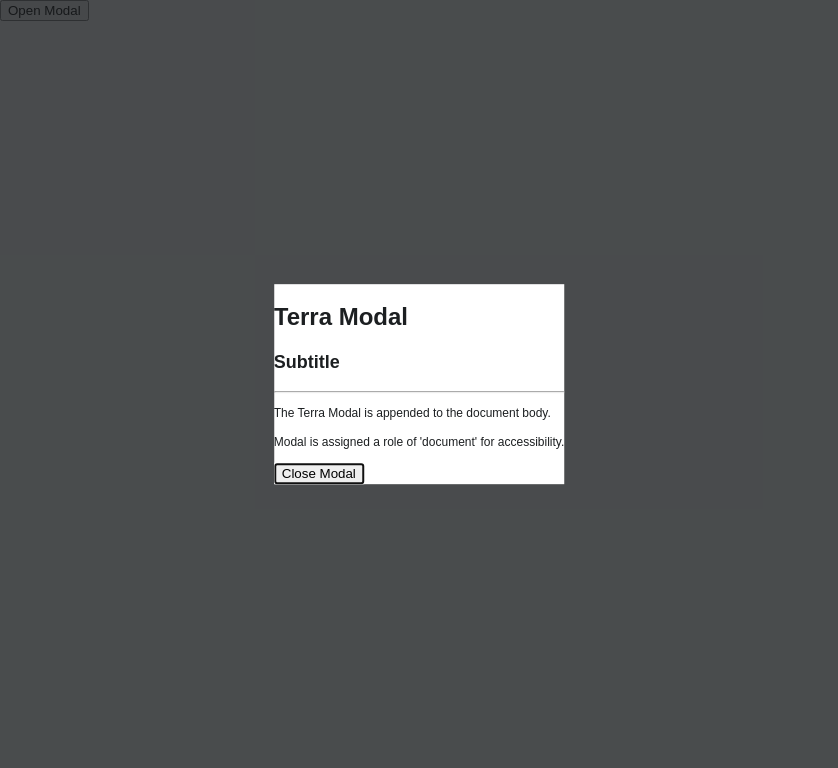 Open Modal
Terra Modal
Subtitle
The Terra Modal is appended to the document body.
Modal is assigned a role of 'document' for accessibility.
Close Modal